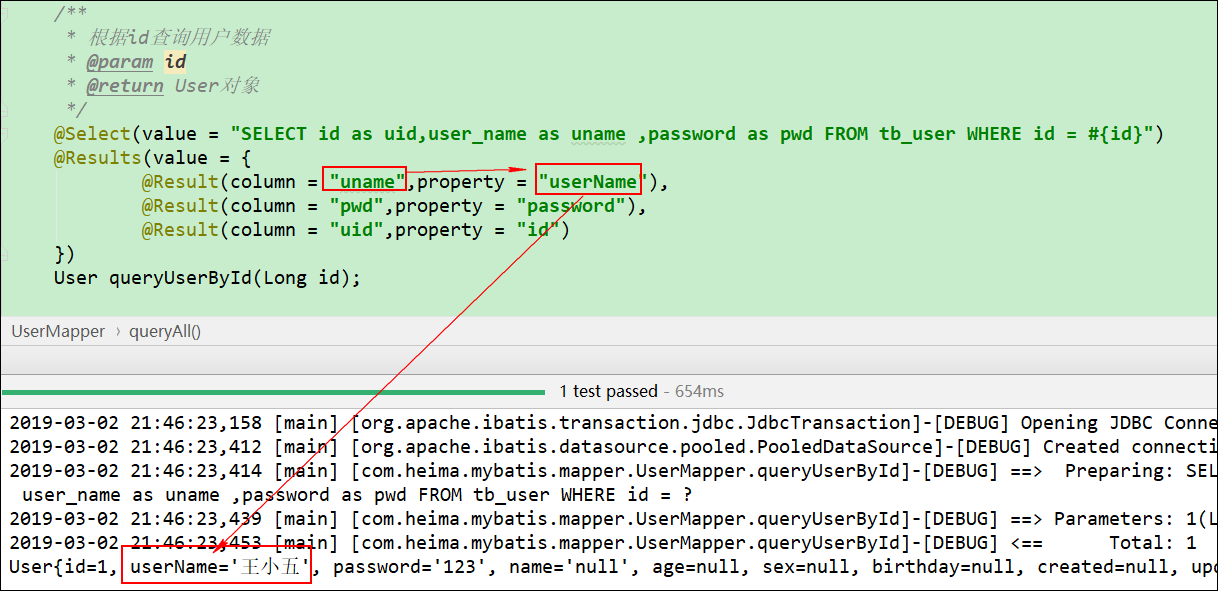 /**
* 根据id查询用户数据
* @param id
* @return User对象
*/
@Select(value = "SELECT id as uid,user_name as uname ,password as pwd FROM tb_user WHERE id = #{id}")
@Results(value = {
@Result(column = "uname",property = "userName"),
@Result(column = "pwd",property = "password"),
@Result(column = "uid",property = "id")
})
User queryUserById(Long id);
UserMapper › queryAll()
1 test passed - 654ms
2019-03-02 21:46:23,158 [main] [org.apache.ibatis.transaction.jdbc.JdbcTransaction]-[DEBUG] Opening JDBC Conne
2019-03-02 21:46:23,412 [main] [org.apache.ibatis.datasource.pooled.PooledDataSource]-[DEBUG] Created connecti
2019-03-02 21:46:23,414 [main] [com.heima.mybatis.mapper.UserMapper.queryUserById]-[DEBUG] ==>  Preparing: SEL
user_name as uname ,password as pwd FROM tb_user WHERE id = ?
2019-03-02 21:46:23,439 [main] [com.heima.mybatis.mapper.UserMapper.queryUserById]-[DEBUG] ==> Parameters: 1(L
2019-03-02 21:46:23,453 [main] [com.heima.mybatis.mapper.UserMapper.queryUserById]-[DEBUG] <==      Total: 1
User{id=1, userName='王小五', password='123', name='null', age=null, sex=null, birthday=null, created=null, upd